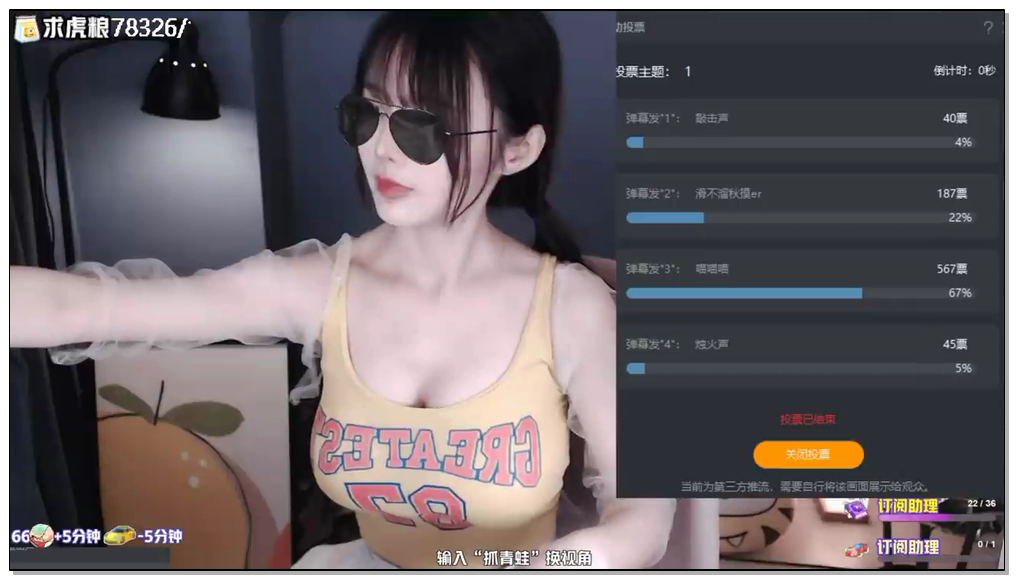 求虎粮78326/
动投票
?
投票主题： 1
倒计时：0秒
弹幕发"1"： 敲击声
40票
4%
弹幕发"2"： 滑不溜秋摸er
187票
22%
弹幕发"3"： 喵喵喵
567票
67%
弹幕发"4"： 烛火声
45票
5%
投票已结束
关闭投票
当前为第三方推流，需要自行将该画面展示给观众。
GREATEST
97
订阅助理
22 / 36
66 +5分钟 -5分钟
订阅助理
0 / 1
输入“抓青蛙”换视角